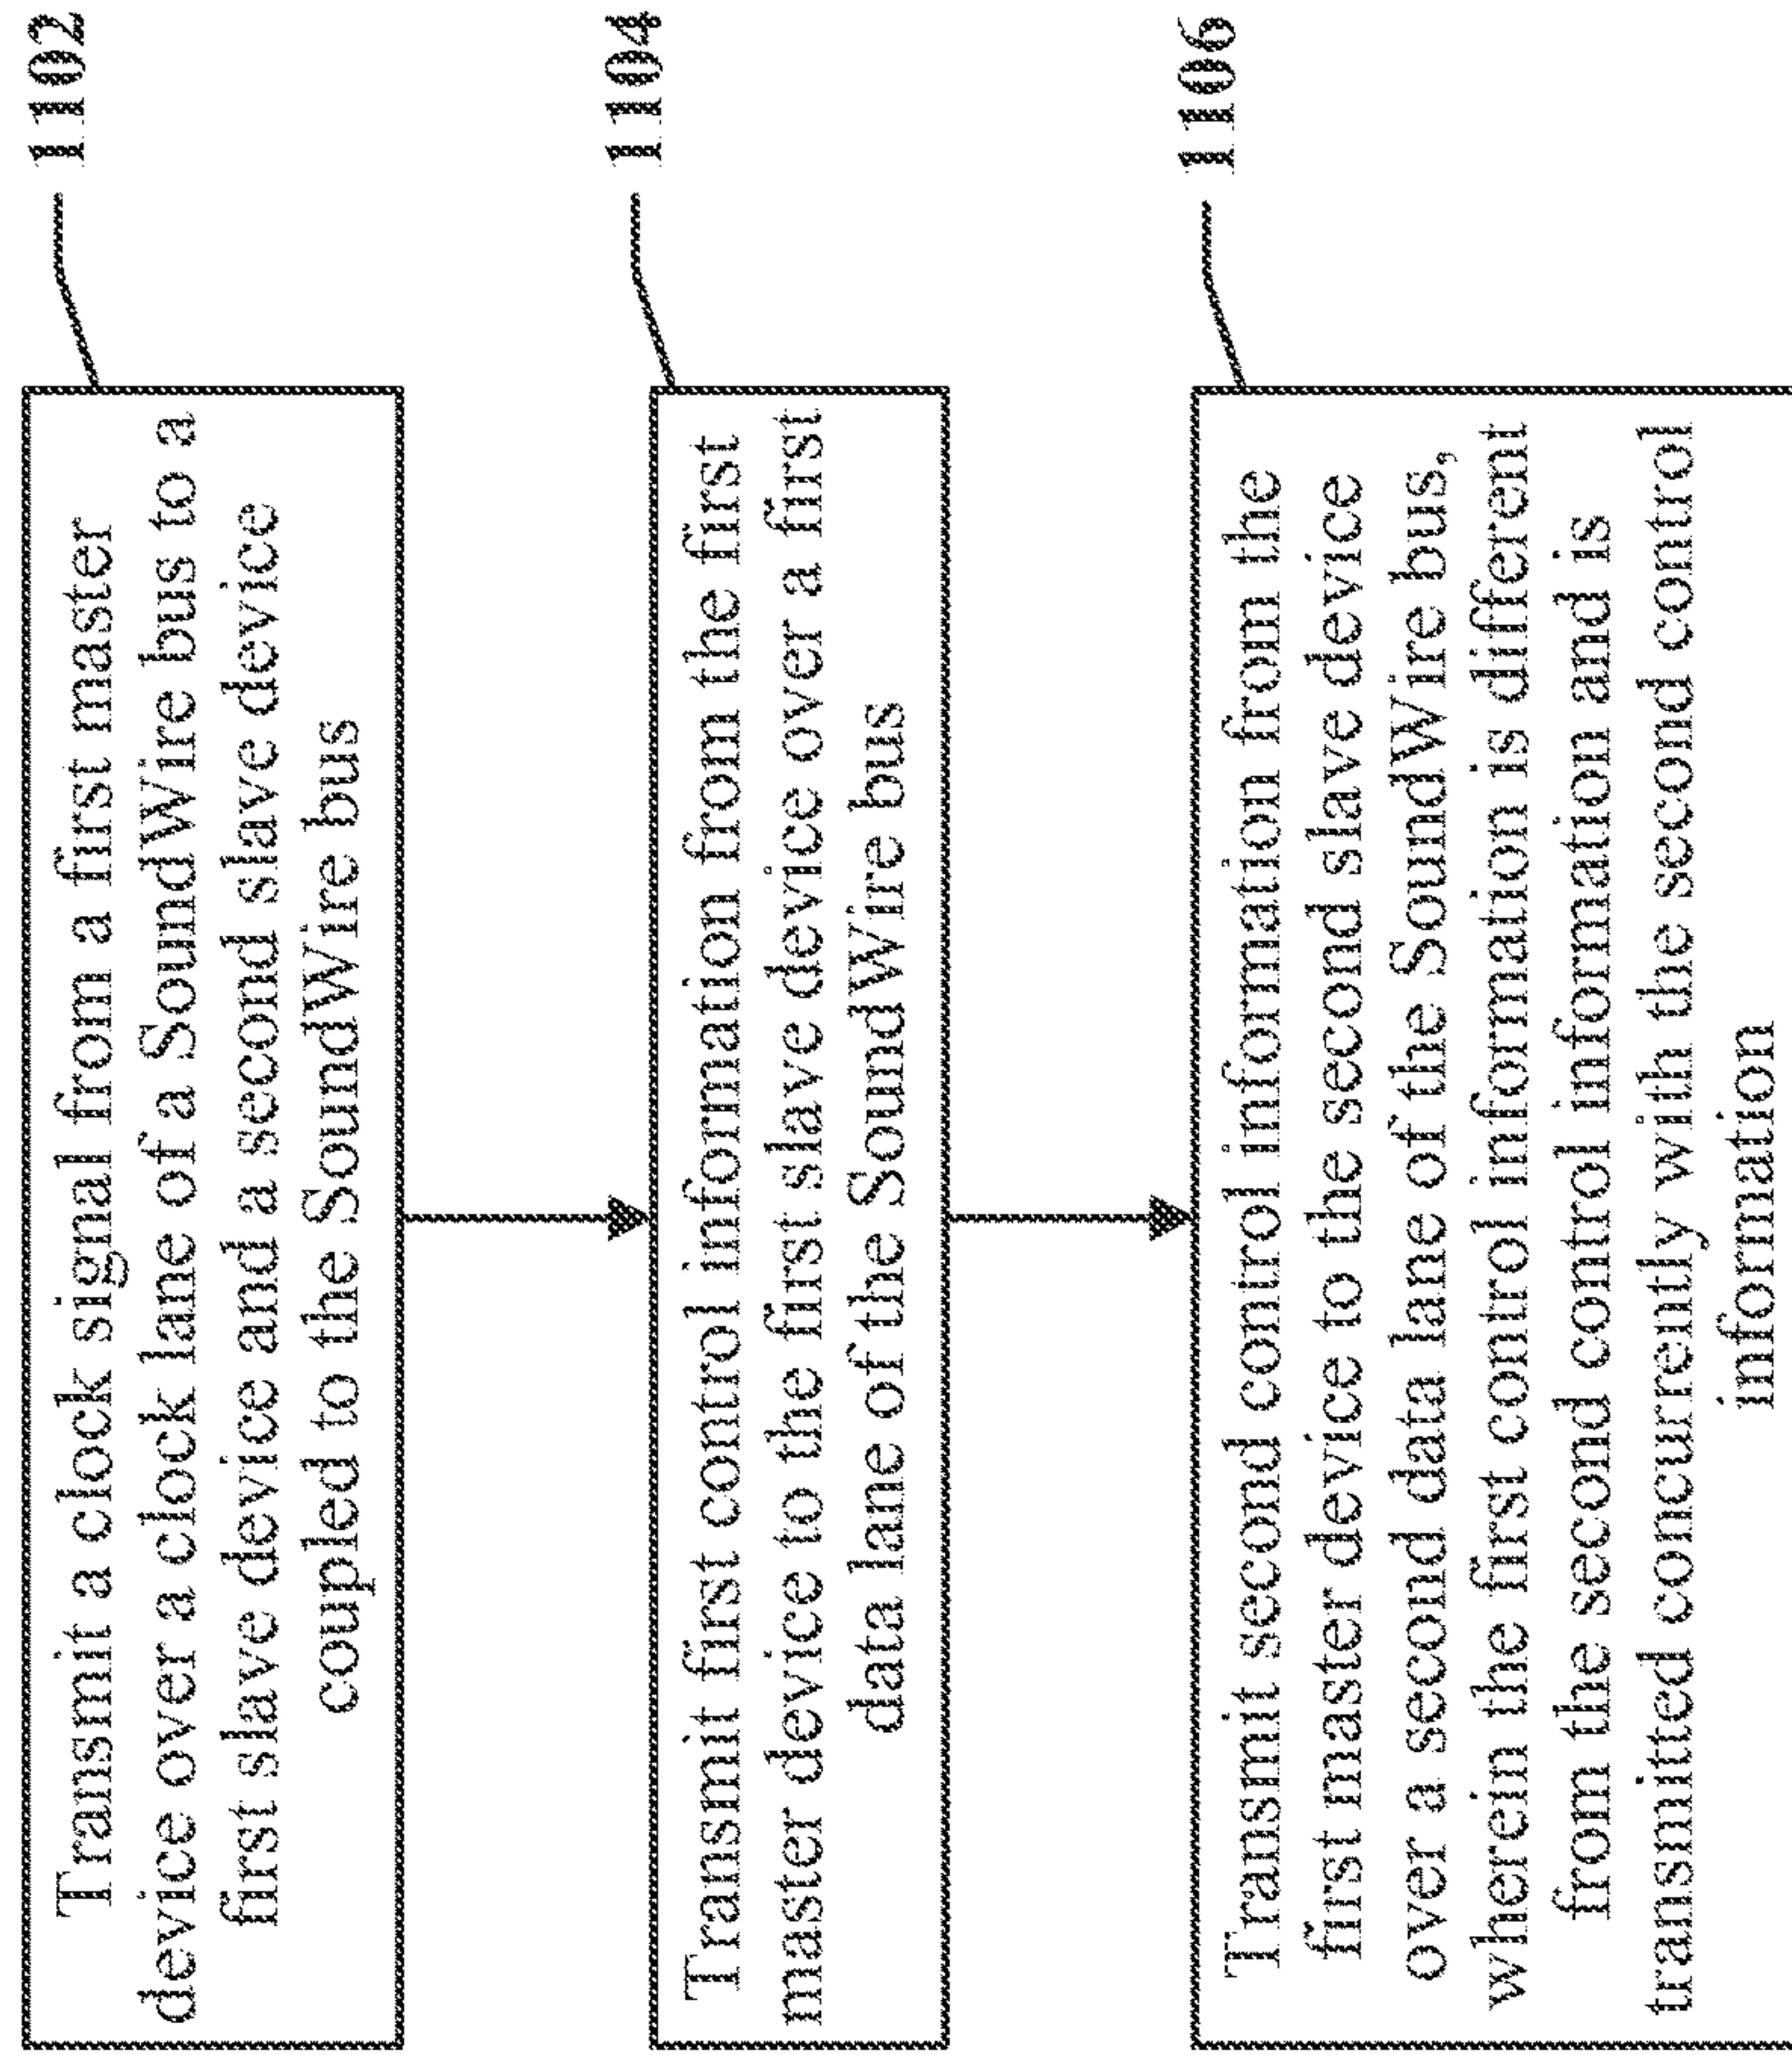 1102
Transmit a clock signal from a first master
device over a clock lane of a SoundWire bus to a
first slave device and a second slave device
coupled to the SoundWire bus
1104
Transmit first control information from the first
master device to the first slave device over a first
data lane of the SoundWire bus
1106
Transmit second control information from the
first master device to the second slave device
over a second data lane of the SoundWire bus,
wherein the first control information is different
from the second control information and is
transmitted concurrently with the second control
information